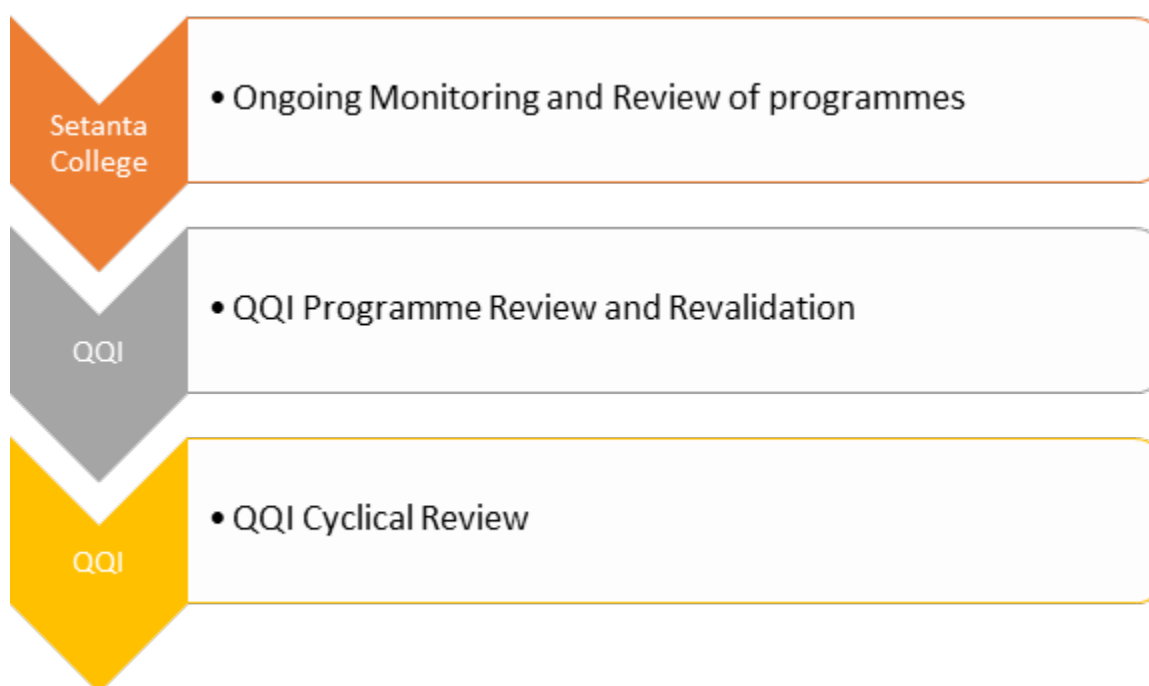 Setanta
College
• Ongoing Monitoring and Review of programmes
QQI
• QQI Programme Review and Revalidation
QQI
• QQI Cyclical Review